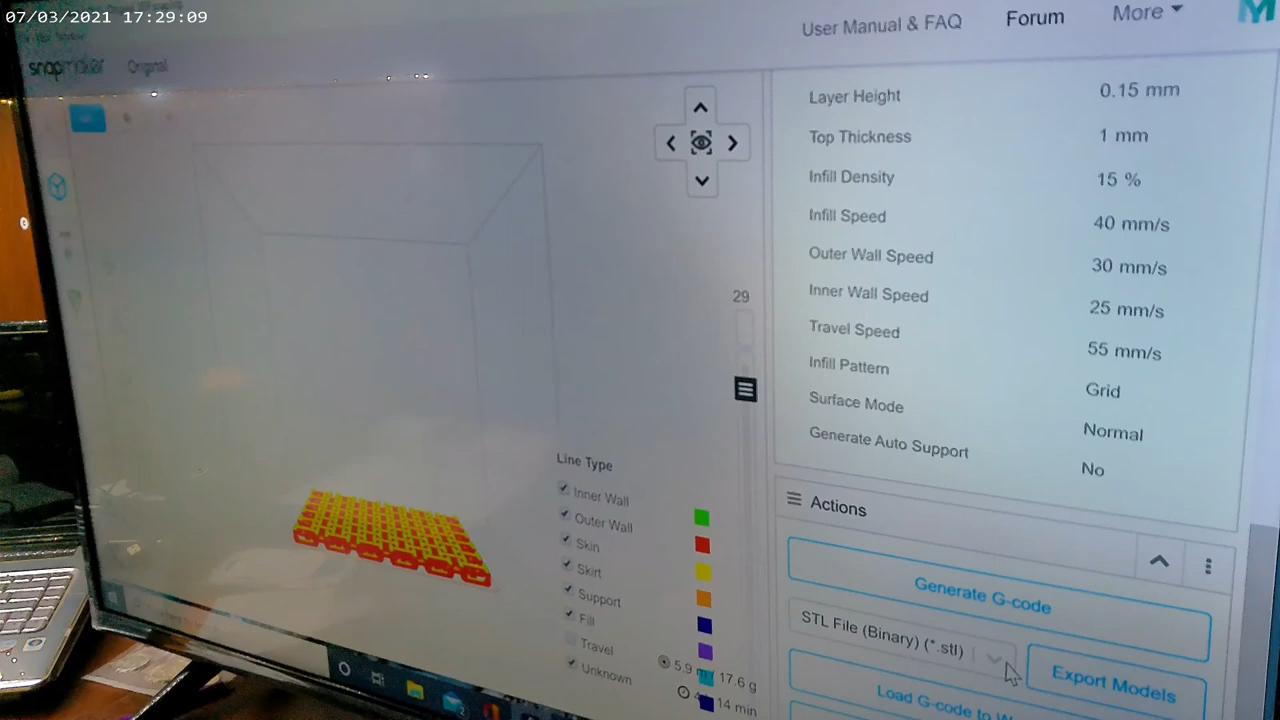 07/03/2021 17:29:09
User Manual & FAQ Forum More
snapmaker Original
Layer Height 0.15 mm
Top Thickness 1 mm
Infill Density 15 %
Infill Speed 40 mm/s
Outer Wall Speed 30 mm/s
Inner Wall Speed 25 mm/s
Travel Speed 55 mm/s
Infill Pattern Grid
Surface Mode Normal
Generate Auto Support No
29
Line Type
Inner Wall
Outer Wall
Skin
Skirt
Support
Fill
Travel
Unknown
5.9 17.6 g
14 min
Actions
Generate G-code
STL File (Binary) (*.stl)
Export Models
Load G-code to W